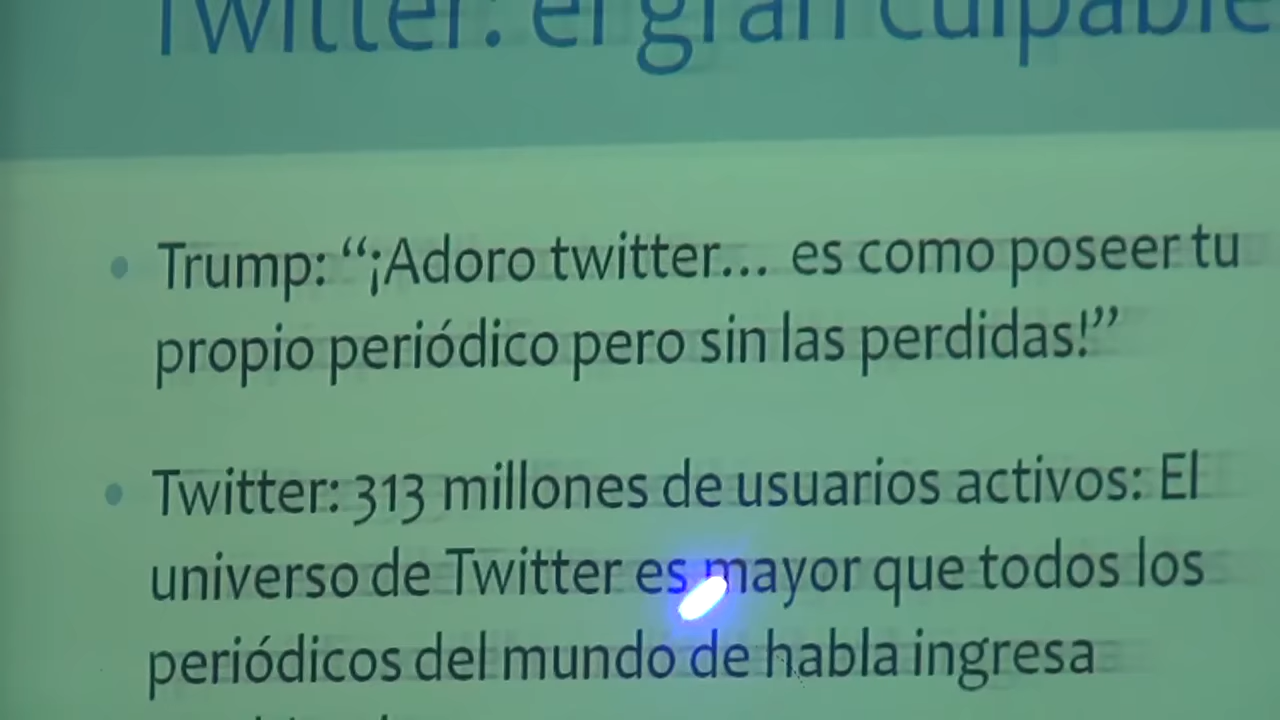 Twitter: el gran culpable
Trump: “¡Adoro twitter... es como poseer tu
propio periódico pero sin las perdidas!”
Twitter: 313 millones de usuarios activos: El
universo de Twitter es mayor que todos los
periódicos del mundo de habla ingresa